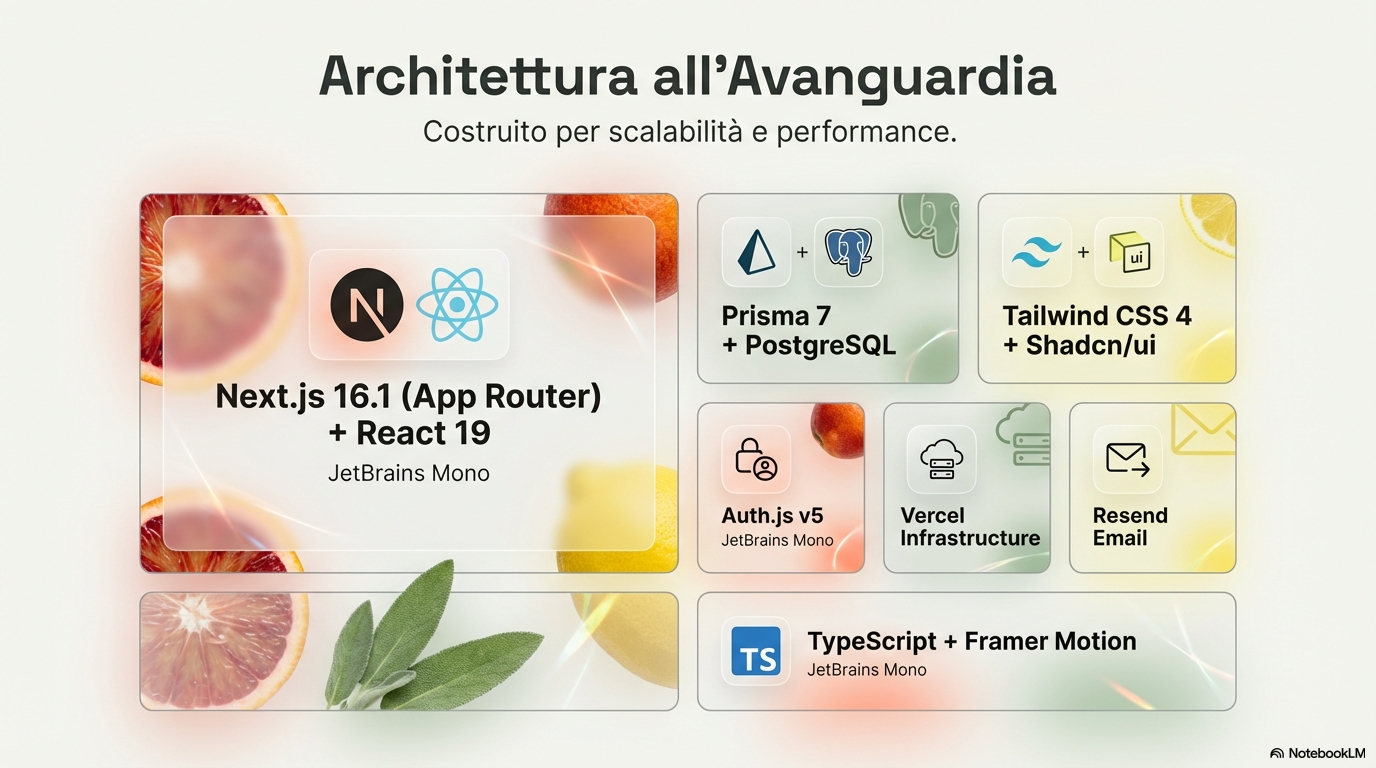 Architettura all'Avanguardia
Costruito per scalabilità e performance.
N
Next.js 16.1 (App Router)
+ React 19
JetBrains Mono
+
Prisma 7
+ PostgreSQL
+
ui
Tailwind CSS 4
+ Shadcn/ui
Auth.js v5
JetBrains Mono
Vercel
Infrastructure
Resend
Email
TS
TypeScript + Framer Motion
JetBrains Mono
NotebookLM